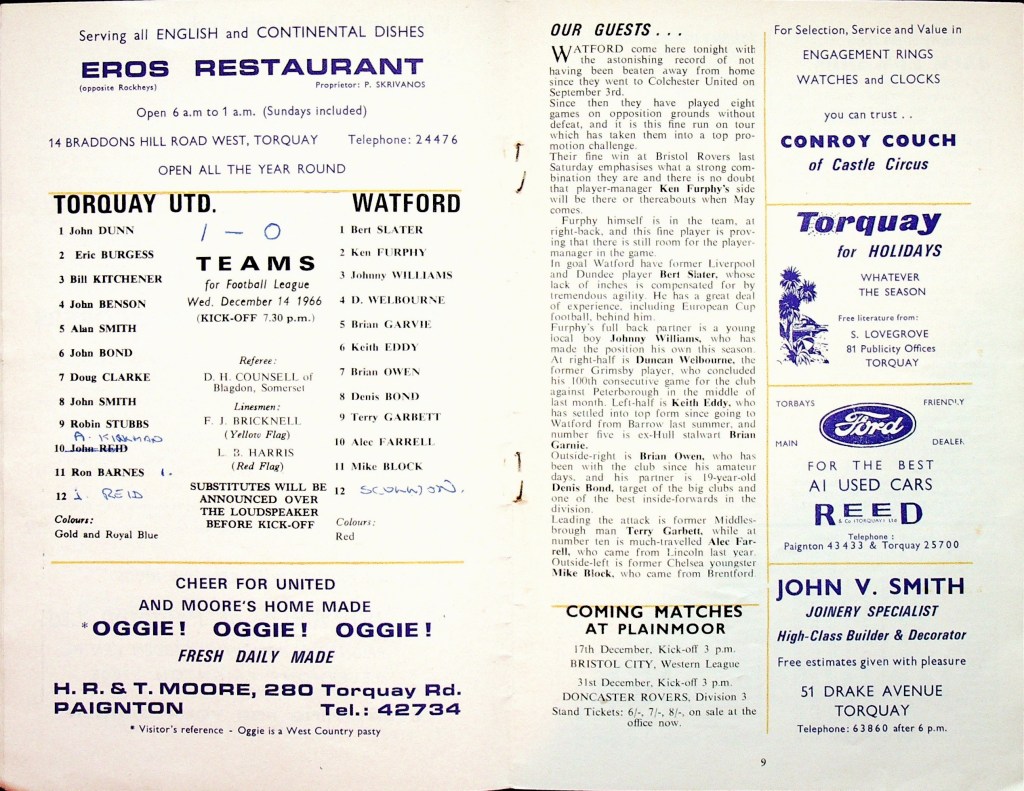 Serving all ENGLISH and CONTINENTAL DISHES
EROS RESTAURANT
(opposite Rockheys)
Proprietor: P. SKRIVANOS
Open 6 a.m to 1 a.m. (Sundays included)
14 BRADDONS HILL ROAD WEST, TORQUAY Telephone: 24476
OPEN ALL THE YEAR ROUND
TORQUAY UTD.
1 John DUNN
2 Eric BURGESS
3 Bill KITCHENER
4 John BENSON
5 Alan SMITH
6 John BOND
7 Doug CLARKE
8 John SMITH
9 Robin STUBBS
A. KIRKMAN
10 John REID
11 Ron BARNES 1.
12 J. REID
Colours:
Gold and Royal Blue
1 - 0
TEAMS
for Football League
Wed. December 14 1966
(KICK-OFF 7.30 p.m.)
Referee:
D. H. COUNSELL of
Blagdon, Somerset
Linesmen:
F. J. BRICKNELL
(Yellow Flag)
L. B. HARRIS
(Red Flag)
SUBSTITUTES WILL BE
ANNOUNCED OVER
THE LOUDSPEAKER
BEFORE KICK-OFF
WATFORD
1 Bert SLATER
2 Ken FURPHY
3 Johnny WILLIAMS
4 D. WELBOURNE
5 Brian GARVIE
6 Keith EDDY
7 Brian OWEN
8 Denis BOND
9 Terry GARBETT
10 Alec FARRELL
11 Mike BLOCK
12
Colours:
Red
CHEER FOR UNITED
AND MOORE'S HOME MADE
*OGGIE! OGGIE! OGGIE!
FRESH DAILY MADE
H. R. & T. MOORE, 280 Torquay Rd.
PAIGNTON Tel.: 42734
* Visitor's reference - Oggie is a West Country pasty
OUR GUESTS . . .
WATFORD come here tonight with
the astonishing record of not
having been beaten away from home
since they went to Colchester United on
September 3rd.
Since then they have played eight
games on opposition grounds without
defeat, and it is this fine run on tour
which has taken them into a top pro-
motion challenge.
Their fine win at Bristol Rovers last
Saturday emphasises what a strong com-
bination they are and there is no doubt
that player-manager Ken Furphy's side
will be there or thereabouts when May
comes.
Furphy himself is in the team, at
right-back, and this fine player is prov-
ing that there is still room for the player-
manager in the game.
In goal Watford have former Liverpool
and Dundee player Bert Slater, whose
lack of inches is compensated for by
tremendous agility. He has a great deal
of experience, including European Cup
football, behind him.
Furphy's full back partner is a young
local boy Johnny Williams, who has
made the position his own this season.
At right-half is Duncan Welbourne, the
former Grimsby player, who concluded
his 100th consecutive game for the club
against Peterborough in the middle of
last month. Left-half is Keith Eddy, who
has settled into top form since going to
Watford from Barrow last summer, and
number five is ex-Hull stalwart Brian
Garnie.
Outside-right is Brian Owen, who has
been with the club since his amateur
days, and his partner is 19-year-old
Denis Bond, target of the big clubs and
one of the best inside-forwards in the
division.
Leading the attack is former Middles-
brough man Terry Garbett, while at
number ten is much-travelled Alec Far-
rell, who came from Lincoln last year.
Outside-left is former Chelsea youngster
Mike Block, who came from Brentford.
COMING MATCHES
AT PLAINMOOR
17th December, Kick-off 3 p.m.
BRISTOL CITY, Western League
31st December, Kick-off 3 p.m.
DONCASTER ROVERS, Division 3
Stand Tickets: 6/-, 7/-, 8/-, on sale at the
office now.
For Selection, Service and Value in
ENGAGEMENT RINGS
WATCHES and CLOCKS
you can trust . .
CONROY COUCH
of Castle Circus
Torquay
for HOLIDAYS
WHATEVER
THE SEASON
Free literature from:
S. LOVEGROVE
81 Publicity Offices
TORQUAY
TORBAYS FRIENDLY
Ford
MAIN DEALER
FOR THE BEST
A1 USED CARS
REED
& Co (TORQUAY) Ltd
Telephone :
Paignton 43433 & Torquay 25700
JOHN V. SMITH
JOINERY SPECIALIST
High-Class Builder & Decorator
Free estimates given with pleasure
51 DRAKE AVENUE
TORQUAY
Telephone: 63860 after 6 p.m.
9